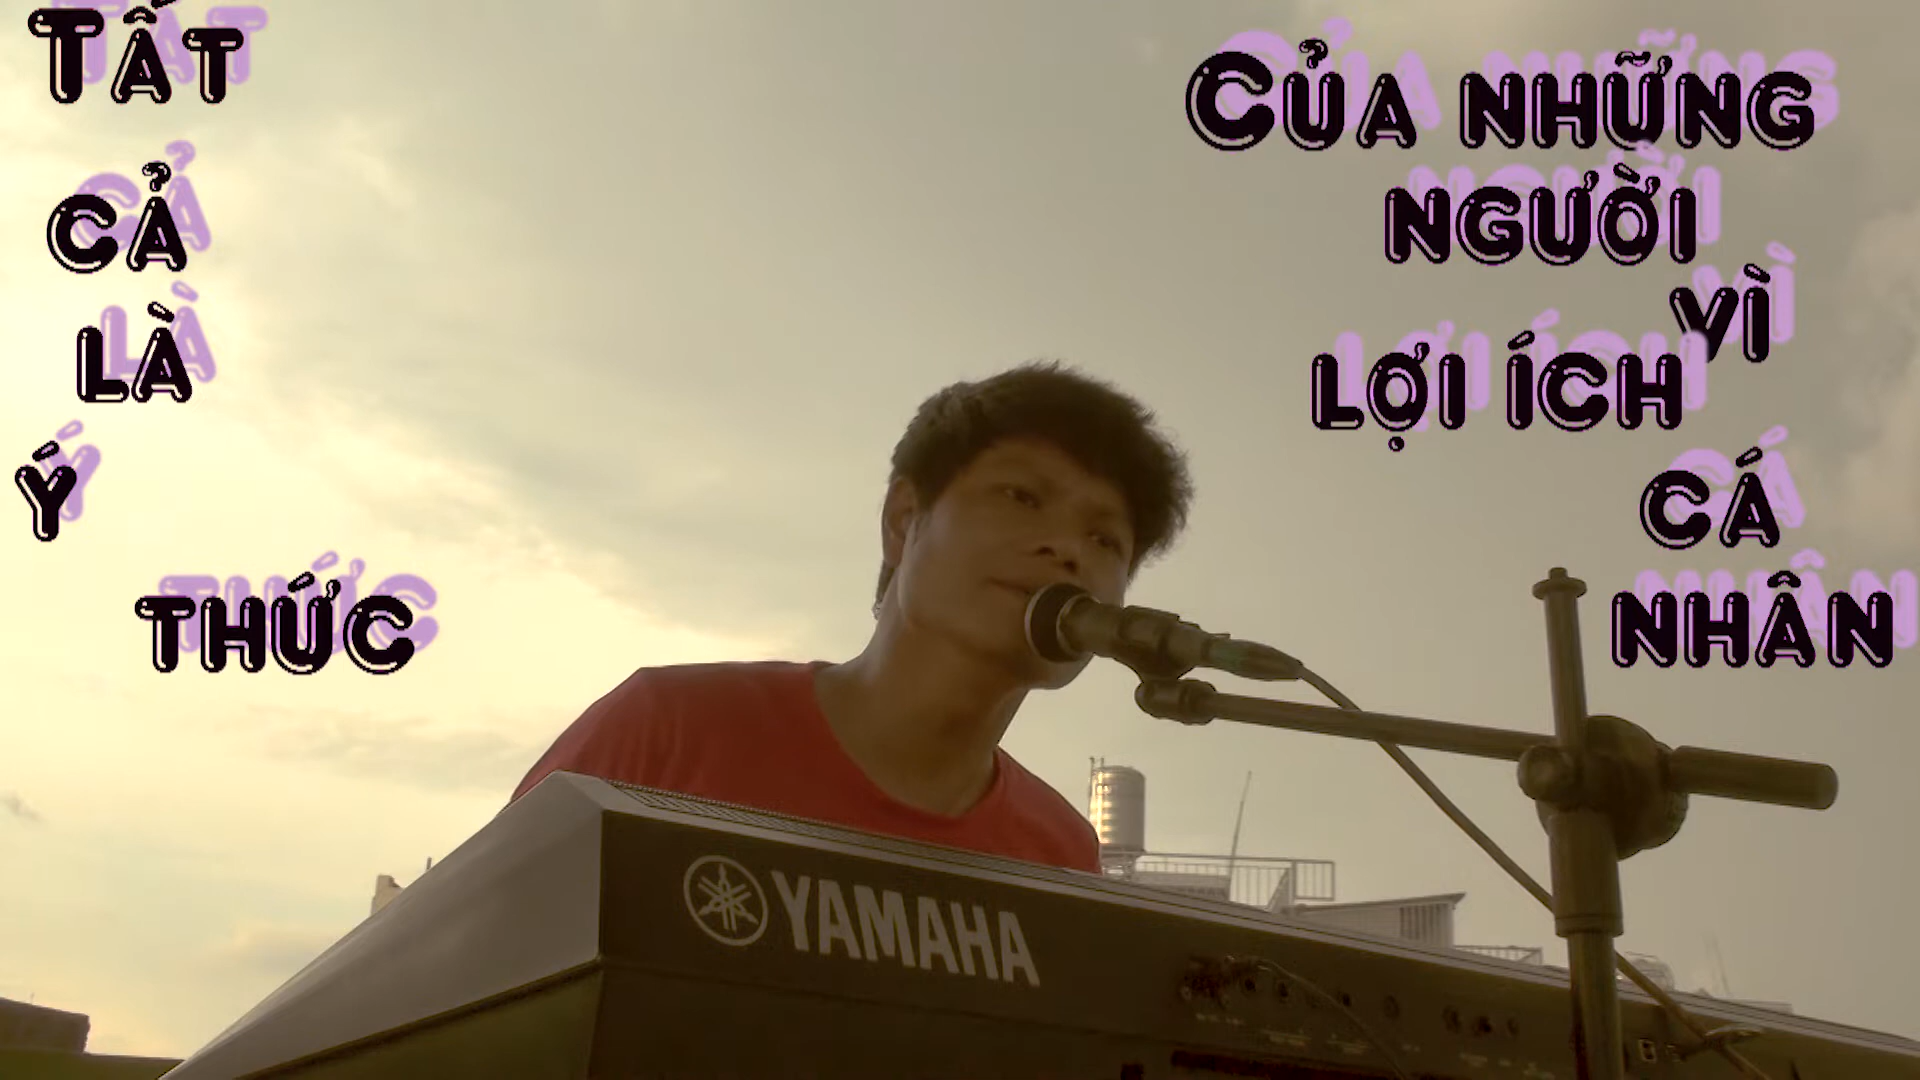 Tất
cả
là
ý
thức
Của những
người
vì
lợi ích
cá
nhân
YAMAHA